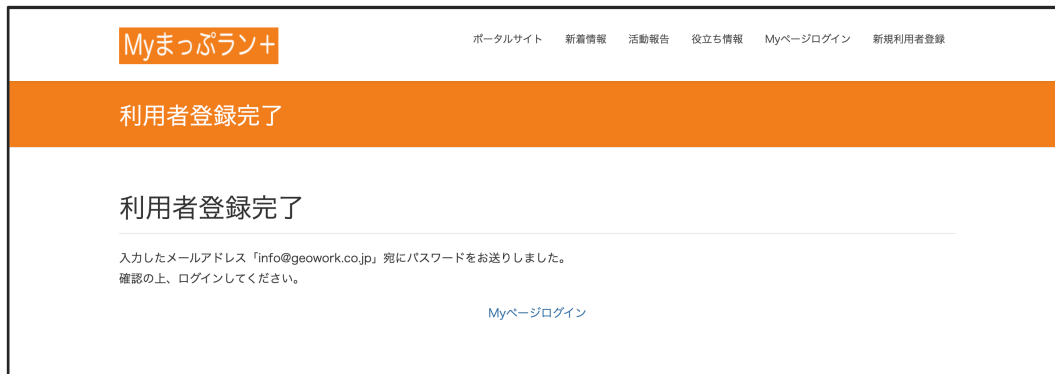 Myまっぷラン+
ポータルサイト 新着情報 活動報告 役立ち情報 Myページログイン 新規利用者登録
利用者登録完了
利用者登録完了
入力したメールアドレス「info@geowork.co.jp」宛にパスワードをお送りしました。
確認の上、ログインしてください。
Myページログイン